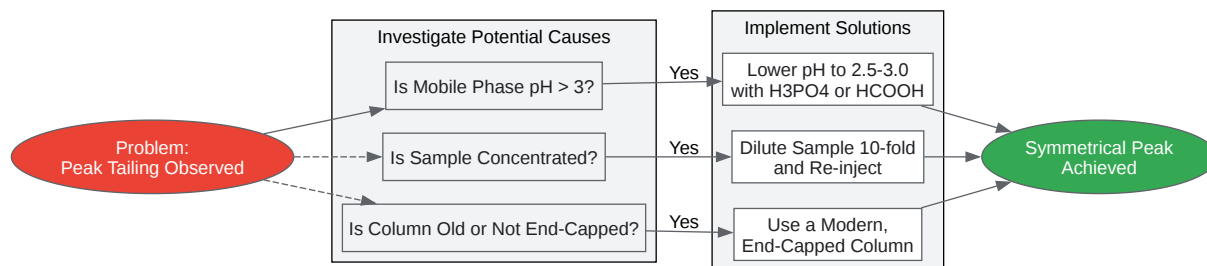 Problem:
Peak Tailing Observed
Investigate Potential Causes
Is Mobile Phase pH > 3?
Is Sample Concentrated?
Is Column Old or Not End-Capped?
Yes
Yes
Yes
Implement Solutions
Lower pH to 2.5-3.0
with H3PO4 or HCOOH
Dilute Sample 10-fold
and Re-inject
Use a Modern,
End-Capped Column
Symmetrical Peak
Achieved